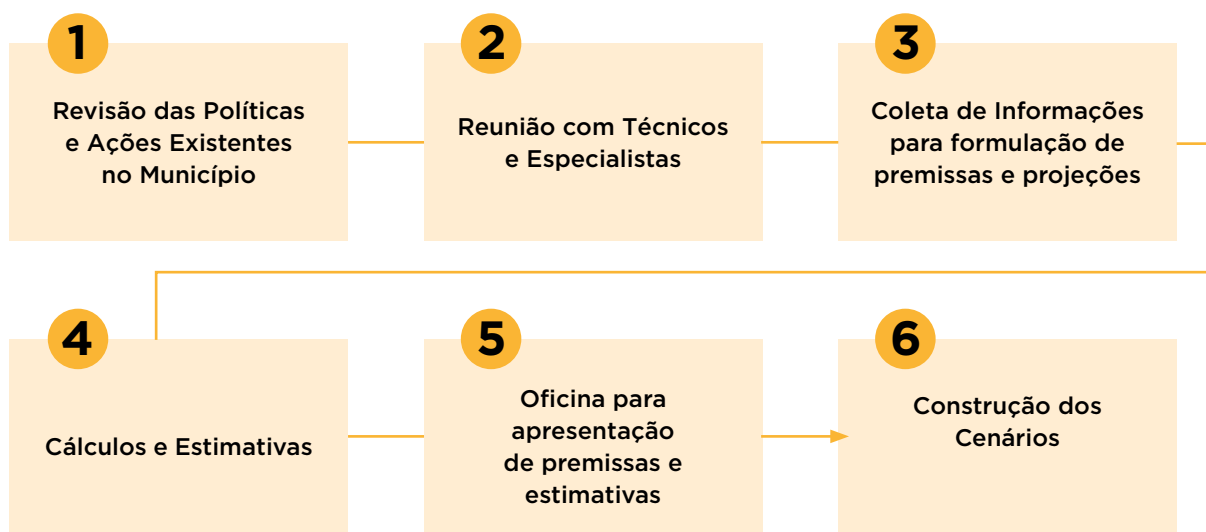 1
Revisão das Políticas
e Ações Existentes
no Município
2
Reunião com Técnicos
e Especialistas
3
Coleta de Informações
para formulação de
premissas e projeções
4
Cálculos e Estimativas
5
Oficina para
apresentação
de premissas e
estimativas
6
Construção dos
Cenários